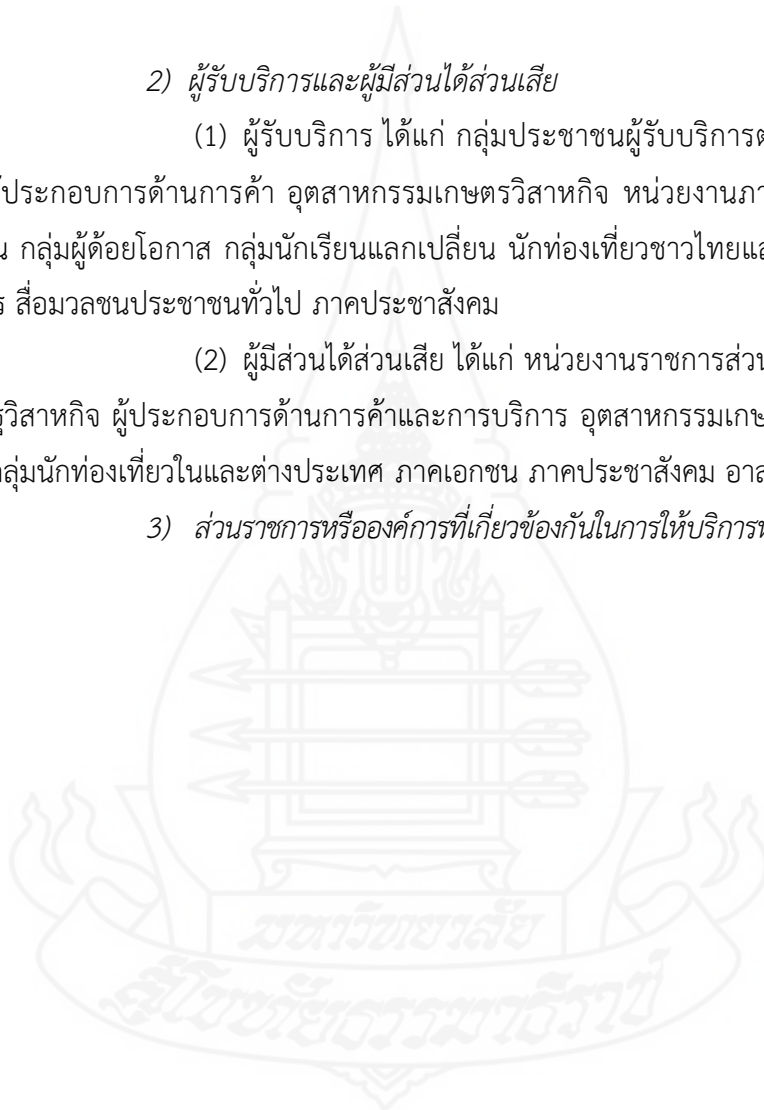 2) ผู้รับบริการและผู้มีส่วนได้ส่วนเสีย
(1) ผู้รับบริการ ได้แก่ กลุ่มประชาชนผู้รับบริการ
ประกอบการด้านการค้า อุตสาหกรรมเกษตรวิสาหกิจ หน่วยงาน
กลุ่มผู้ด้อยโอกาส กลุ่มนักเรียนแลกเปลี่ยน นักท่องเที่ยวชาวไทย
สื่อมวลชนประชาชนทั่วไป ภาคประชาสังคม
(2) ผู้มีส่วนได้ส่วนเสีย ได้แก่ หน่วยงานราชการส่วน
วิสาหกิจ ผู้ประกอบการด้านการค้าและการบริการ อุตสาหกรรม
กลุ่มนักท่องเที่ยวในและต่างประเทศ ภาคเอกชน ภาคประชาสังคม
3) ส่วนราชการหรือองค์การที่เกี่ยวข้องกันในการให้บริการ
มหาวิทยาลัย
สุโขทัยธรรมาธิราช